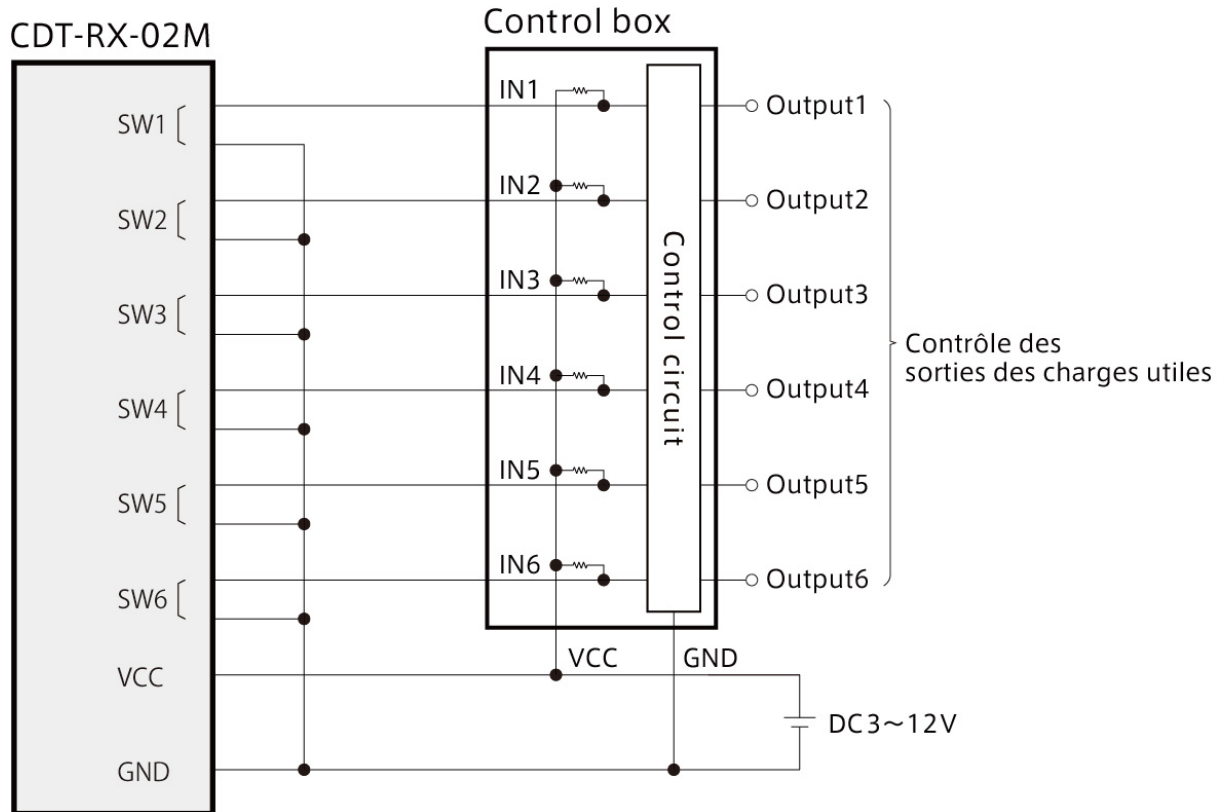 CDT-RX-02M
Control box
SW1
SW2
SW3
SW4
SW5
SW6
VCC
GND
IN1
IN2
IN3
IN4
IN5
IN6
Control circuit
Output1
Output2
Output3
Output4
Output5
Output6
Contrôle des
sorties des charges utiles
VCC
GND
DC3~12V